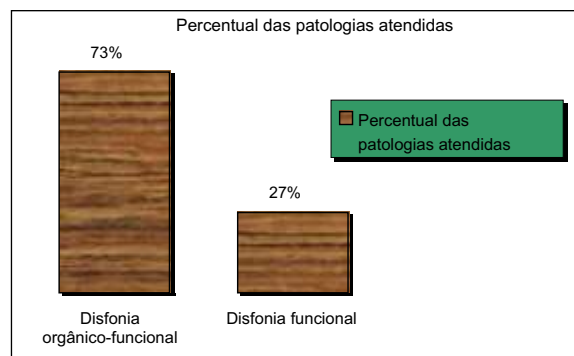 Percentual das patologias atendidas
73%
Percentual das
patologias atendidas
27%
Disfonia
orgânico-funcional
Disfonia funcional